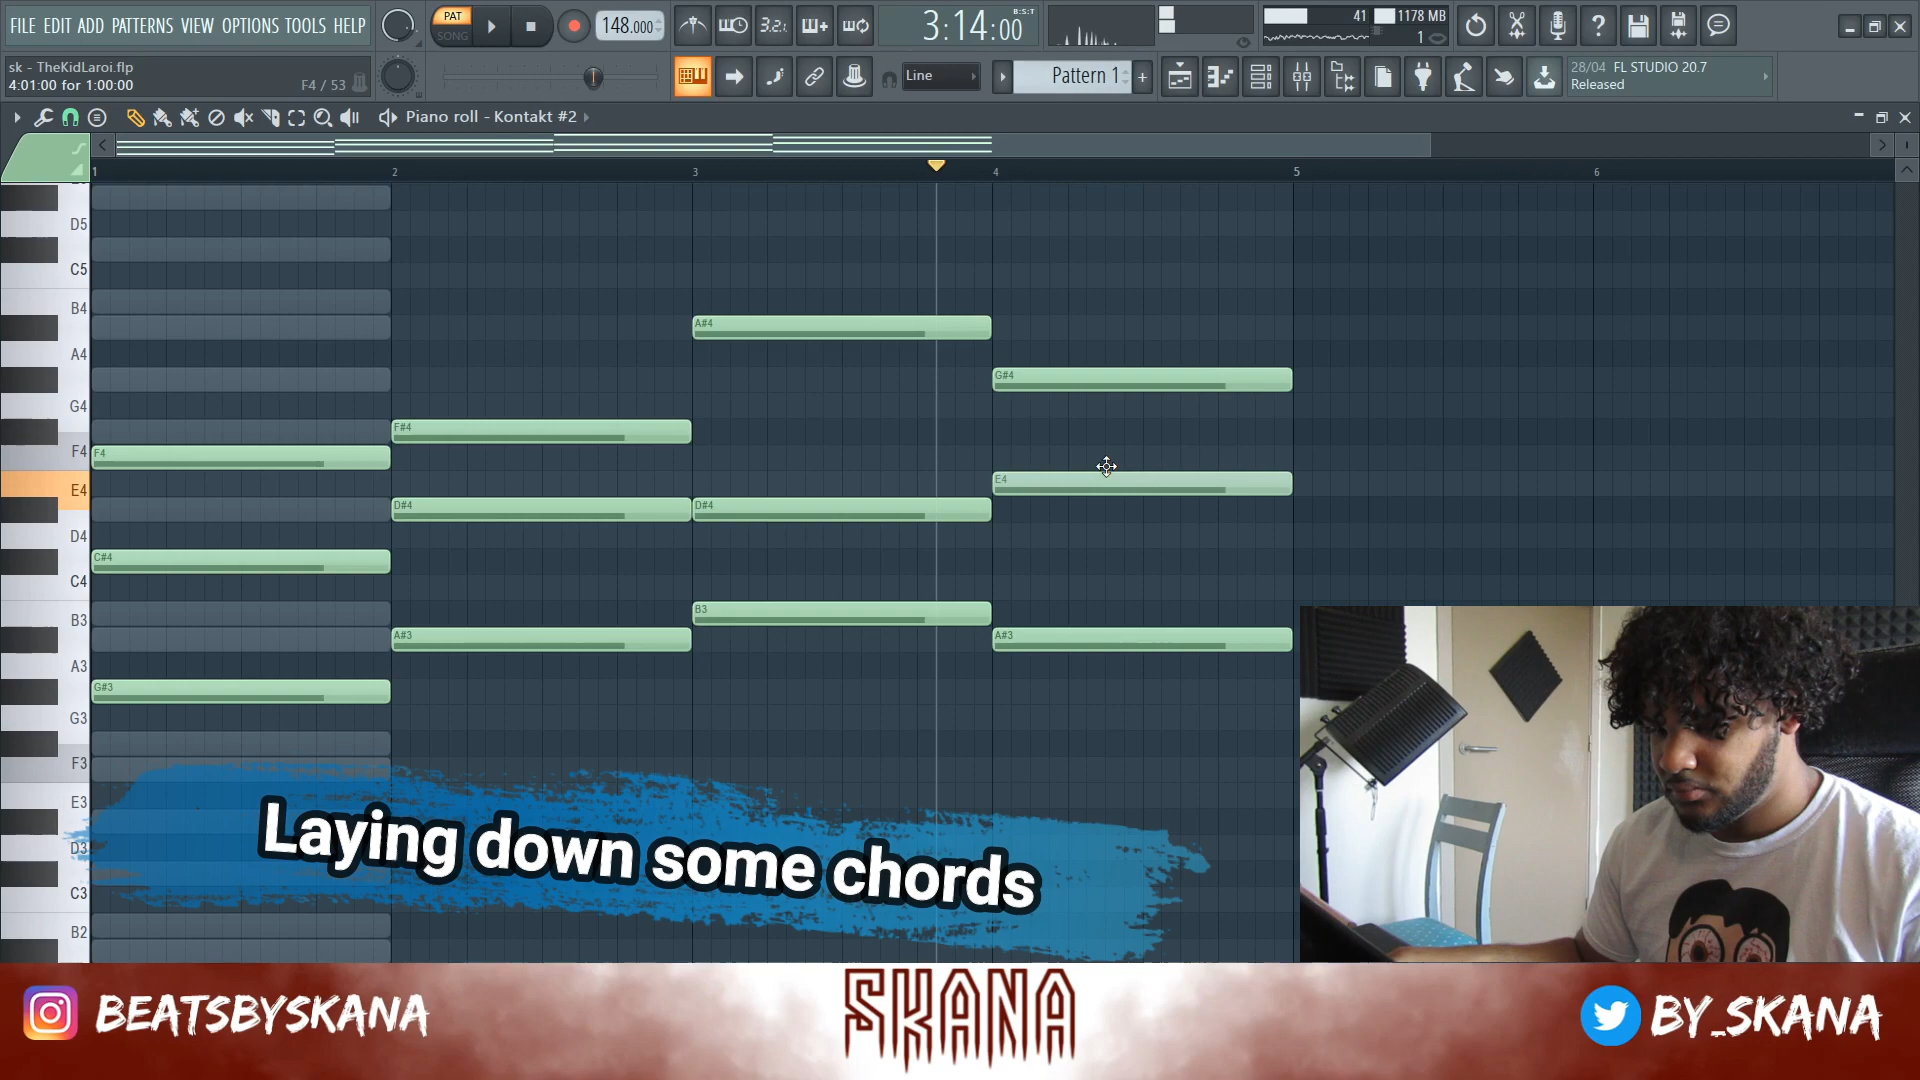 FILE EDIT ADD PATTERNS VIEW OPTIONS TOOLS HELP
PAT
SONG
148.000
3:14:00
B:S:T
41
1178 MB
1
sk - TheKidLaroi.flp
4:01:00 for 1:00:00
F4 / 53
Line
Pattern 1
28/04 FL STUDIO 20.7
Released
Piano roll - Kontakt #2
1 2 3 4 5 6
D5
C5
B4
A4
G4
F4
E4
D4
C4
B3
A3
G3
F3
E3
D3
C3
B2
A#4
G#4
F#4
F4
E4
D#4
D#4
C#4
B3
A#3
A#3
G#3
Laying down some chords
BEATSBYSKANA
SKANA
BY_SKANA